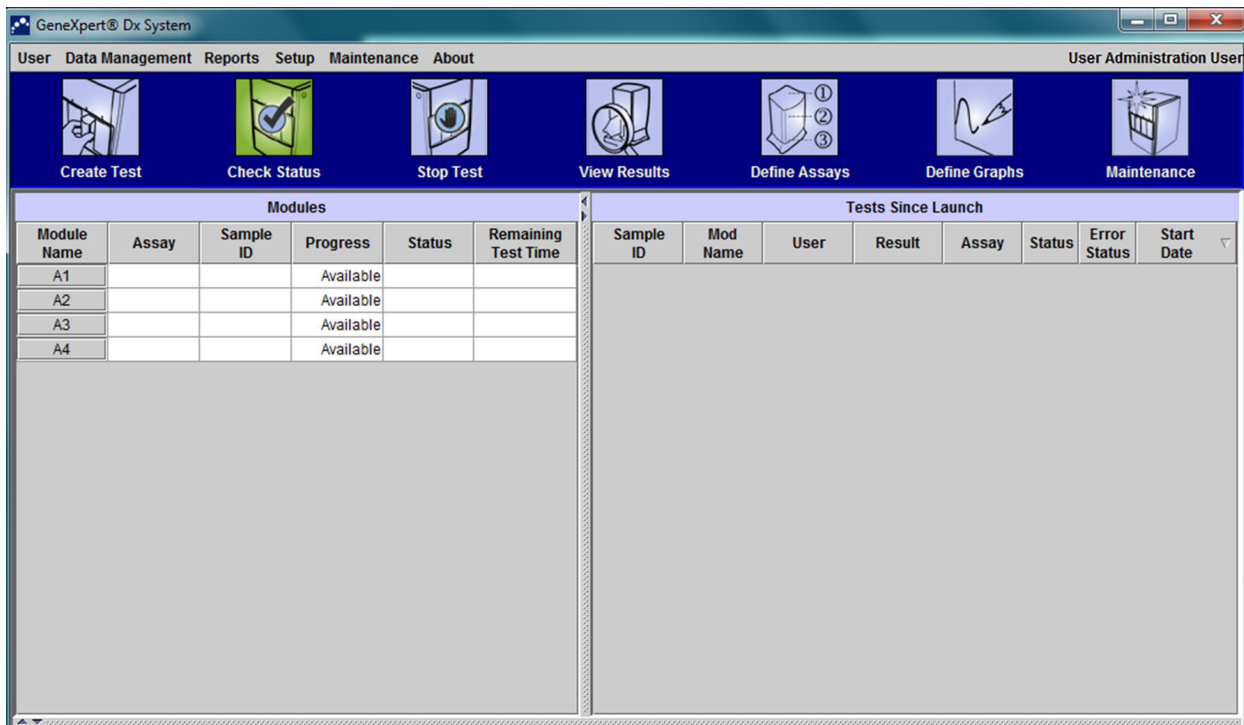 GeneXpert® Dx System
User Data Management Reports Setup Maintenance About User Administration User
① ② ③
Create Test Check Status Stop Test View Results Define Assays Define Graphs Maintenance
Modules Tests Since Launch
Module Name Assay Sample ID Progress Status Remaining Test Time Sample ID Mod Name User Result Assay Status Error Status Start Date
A1 Available
A2 Available
A3 Available
A4 Available